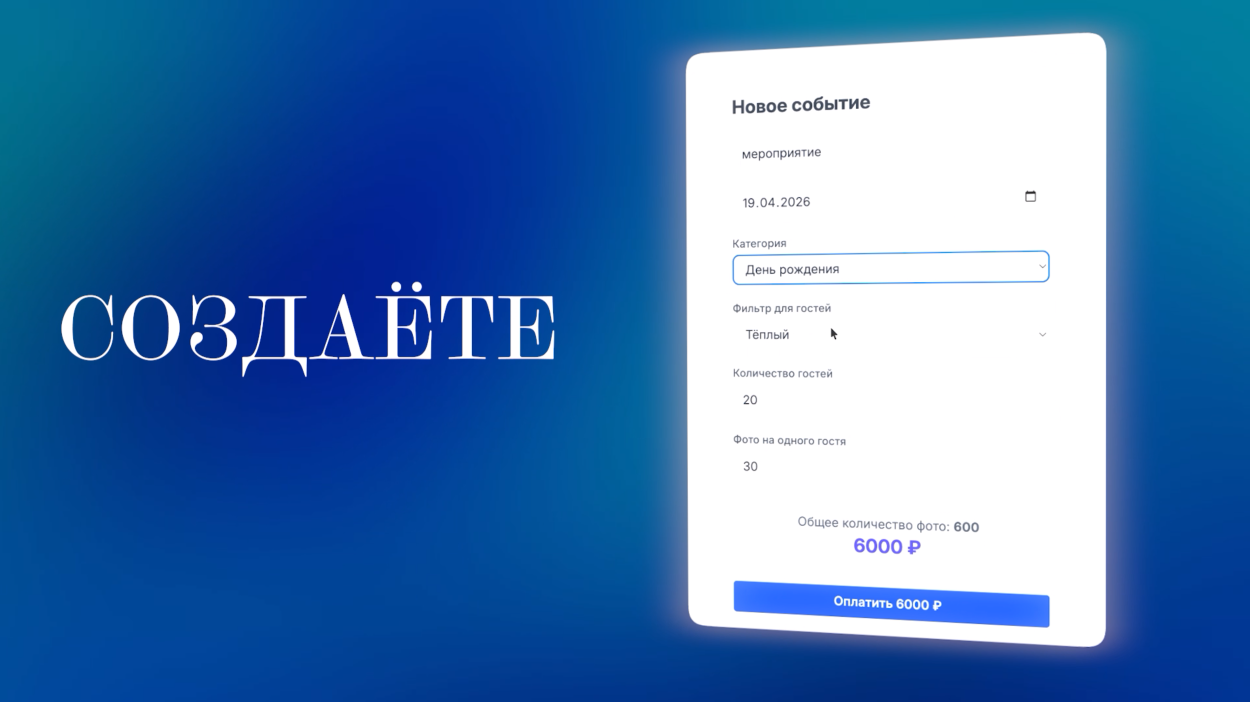 СОЗДАЁТЕ
Новое событие
мероприятие
19.04.2026
Категория
День рождения
Фильтр для гостей
Тёплый
Количество гостей
20
Фото на одного гостя
30
Общее количество фото: 600
6000 ₽
Оплатить 6000 ₽